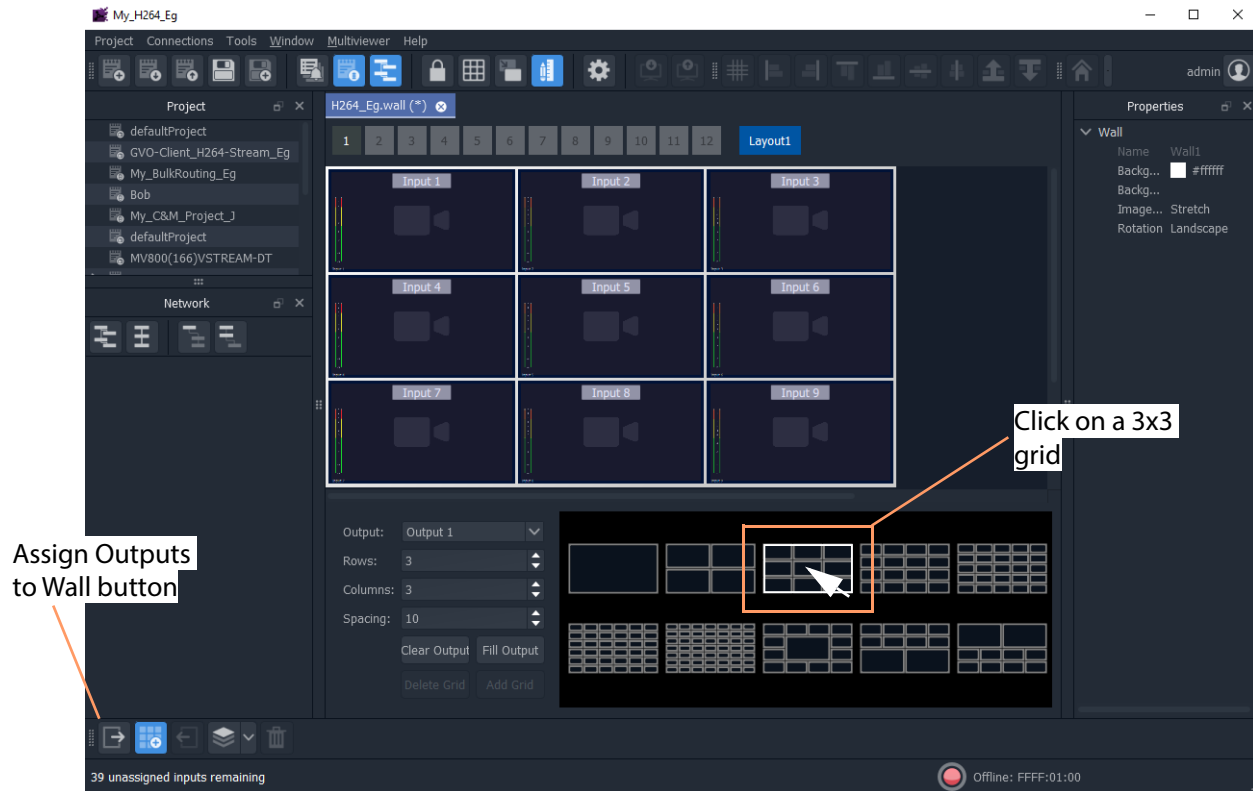 My_H264_Eg
Project Connections Tools Window Multiviewer Help
admin
Project
defaultProject
GVO-Client_H264-Stream_Eg
My_BulkRouting_Eg
Bob
My_C&M_Project_J
defaultProject
MV800(166)VSTREAM-DT
Network
H264_Eg.wall (*)
1 2 3 4 5 6 7 8 9 10 11 12 Layout1
Input 1 Input 2 Input 3
Input 4 Input 5 Input 6
Input 7 Input 8 Input 9
Properties
Wall
Name Wall1
Backg... #ffffff
Backg...
Image... Stretch
Rotation Landscape
Click on a 3x3
grid
Output: Output 1
Rows: 3
Columns: 3
Spacing: 10
Clear Output Fill Output
Delete Grid Add Grid
Assign Outputs
to Wall button
39 unassigned inputs remaining
Offline: FFFF:01:00